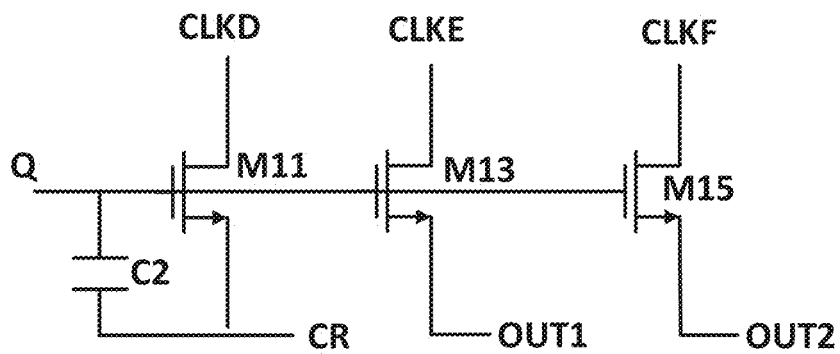 CLKD
CLKE
CLKF
Q
M11
M13
M15
C2
CR
OUT1
OUT2